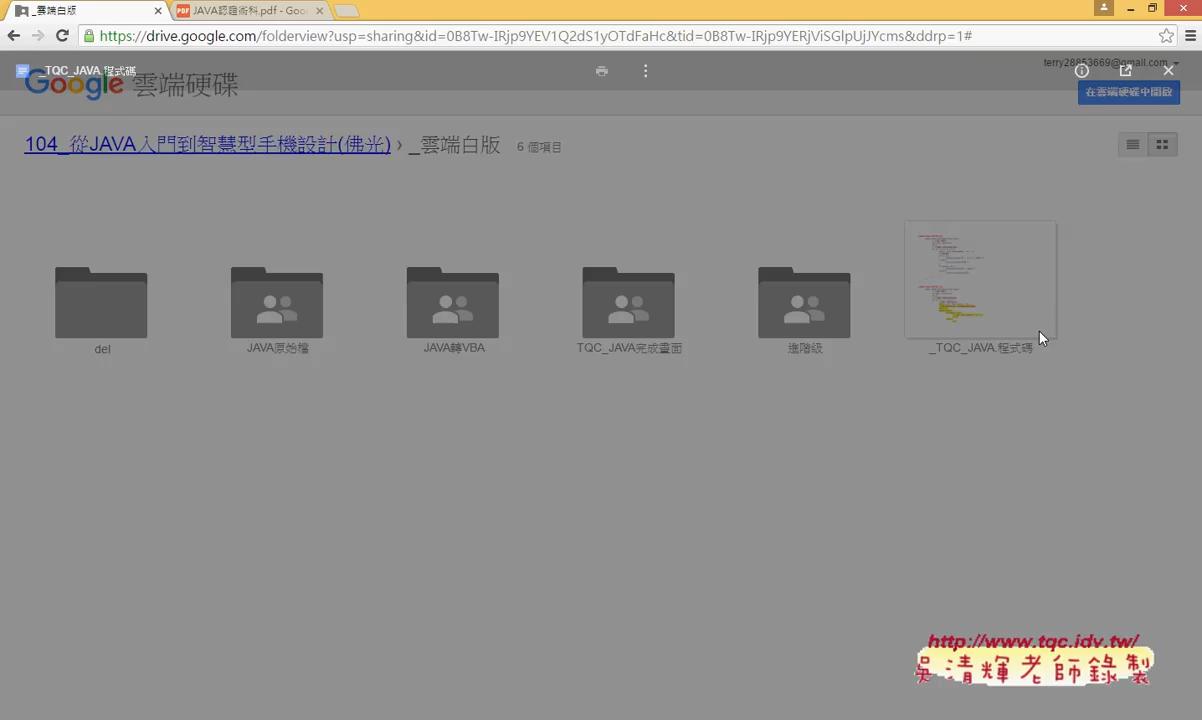 _雲端白版
JAVA認證術科.pdf - Goo
https://drive.google.com/folderview?usp=sharing&id=0B8Tw-IRjp9YEV1Q2dS1yOTdFaHc&tid=0B8Tw-IRjp9YERjViSGlpUjJYcms&ddrp=1#
_TQC_JAVA.程式碼
terry28853669@gmail.com
Google 雲端硬碟
在雲端硬碟中開啟
104_從JAVA入門到智慧型手機設計(佛光) › _雲端白版 6 個項目
del
JAVA原始檔
JAVA轉VBA
TQC_JAVA完成畫面
進階級
_TQC_JAVA.程式碼
http://www.tqc.idv.tw/
吳清輝老師錄製